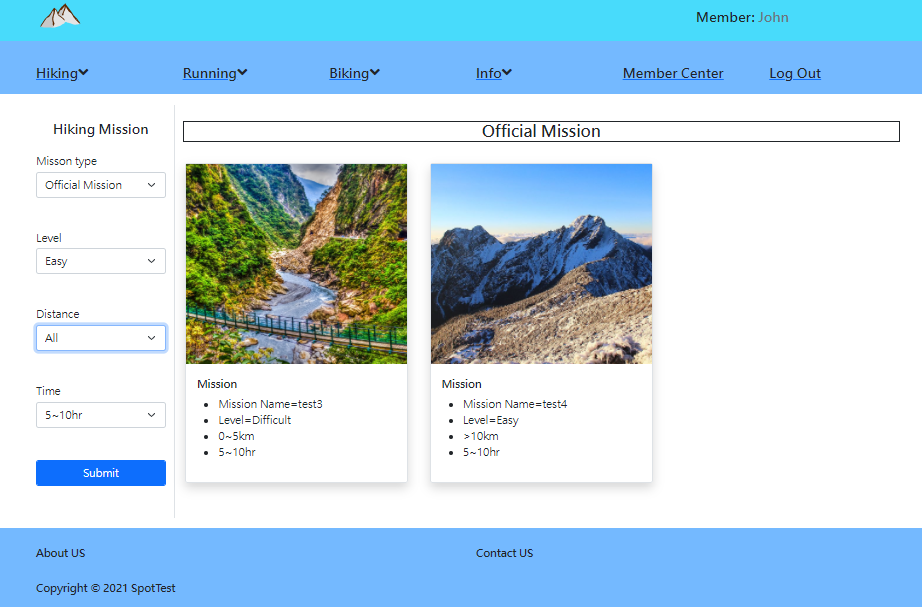 Member: John
Hiking Running Biking Info Member Center Log Out
Hiking Mission
Misson type
Official Mission
Level
Easy
Distance
All
Time
5~10hr
Submit
Official Mission
Mission
Mission Name=test3
Level=Difficult
0~5km
5~10hr
Mission
Mission Name=test4
Level=Easy
>10km
5~10hr
About US Contact US
Copyright © 2021 SpotTest